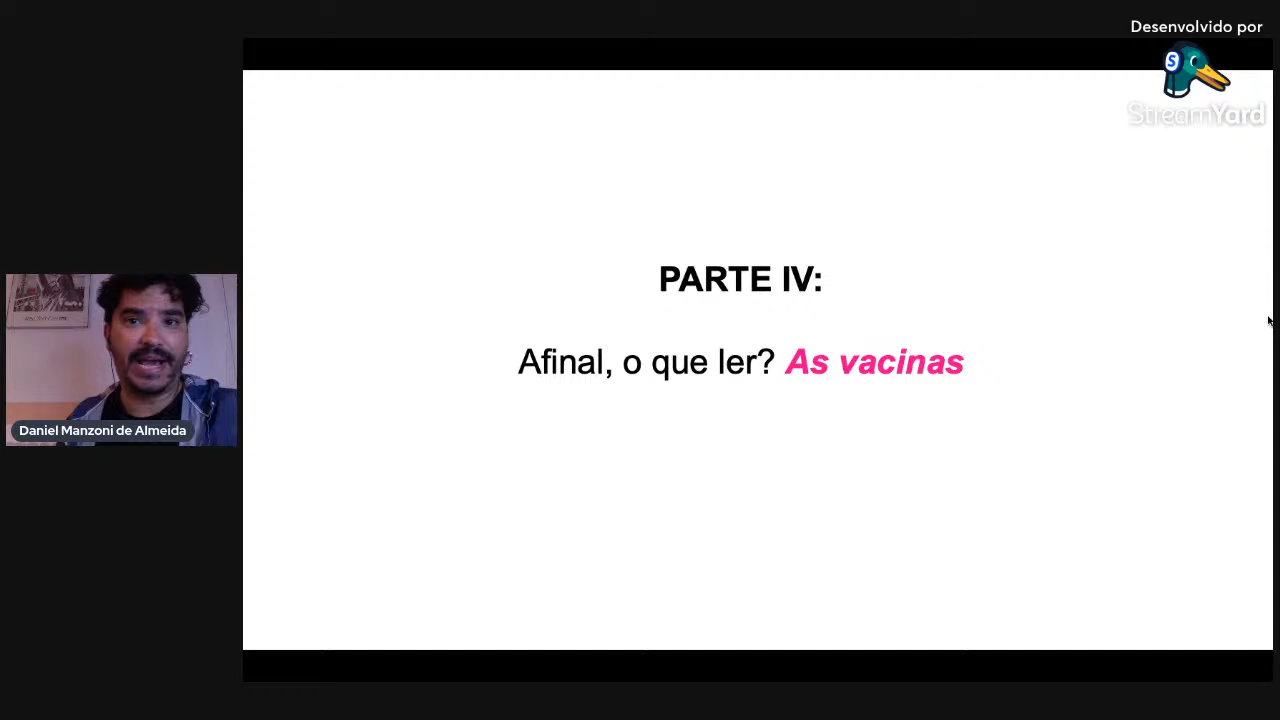 Desenvolvido por
S
StreamYard
PARTE IV:
Afinal, o que ler? As vacinas
Daniel Manzoni de Almeida